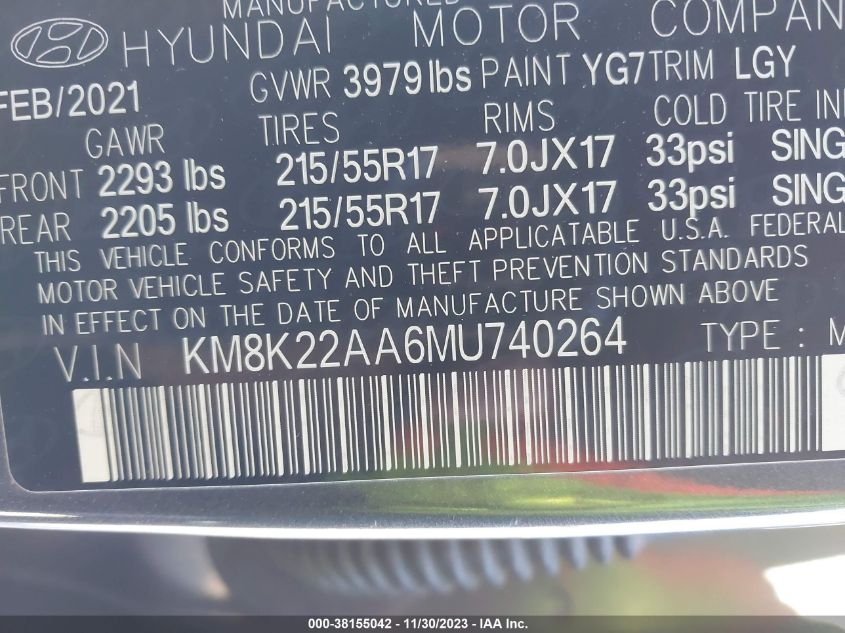 MANUFACTURED
HYUNDAI MOTOR COMPAN
FEB/2021 GVWR 3979 lbs PAINT YG7 TRIM LGY
GAWR TIRES RIMS COLD TIRE IN
FRONT 2293 lbs 215/55R17 7.0JX17 33psi SING
REAR 2205 lbs 215/55R17 7.0JX17 33psi SING
THIS VEHICLE CONFORMS TO ALL APPLICATABLE U.S.A. FEDERAL
MOTOR VEHICLE SAFETY AND THEFT PREVENTION STANDARDS
IN EFFECT ON THE DATE OF MANUFACTURE SHOWN ABOVE
V.I.N KM8K22AA6MU740264 TYPE : M
000-38155042 - 11/30/2023 - IAA Inc.